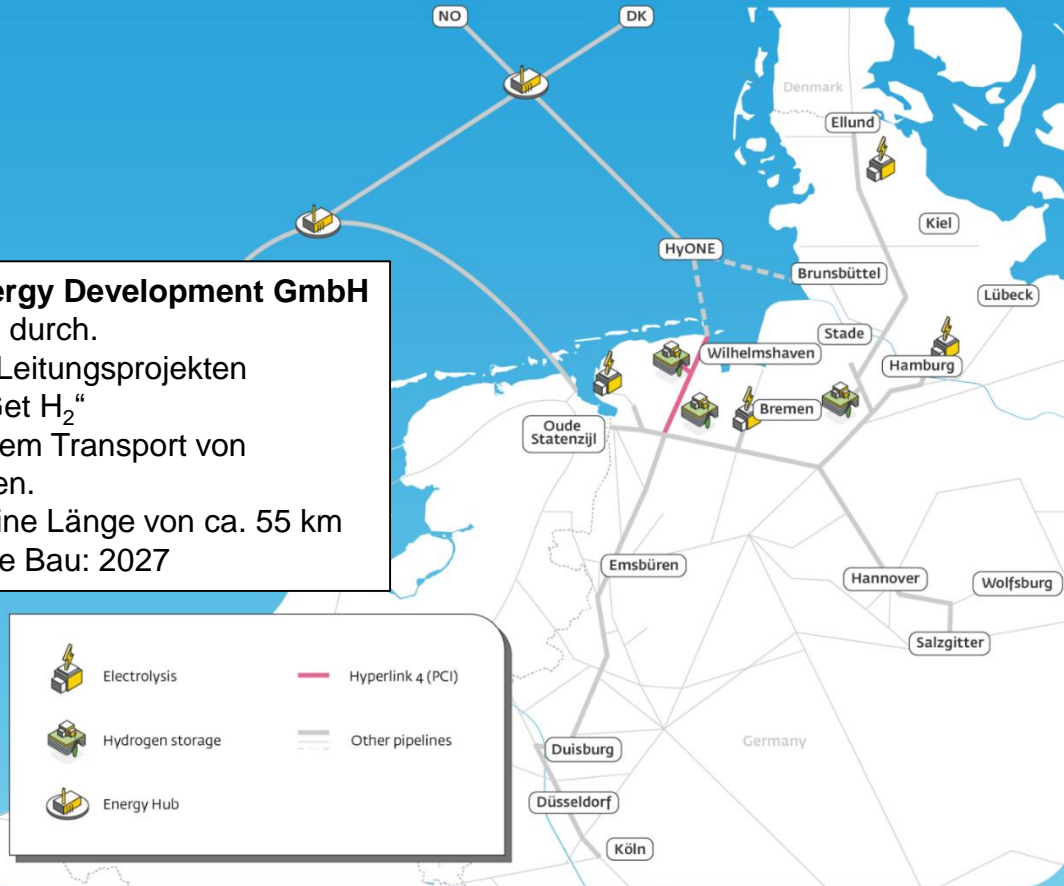 NO
DK
Denmark
Ellund
Kiel
HyONE
Brunsbüttel
Lübeck
ergy Development GmbH
durch.
Leitungsprojekten
et H₂“
em Transport von
en.
ine Länge von ca. 55 km
e Bau: 2027
Stade
Wilhelmshaven
Hamburg
Bremen
Oude
Statenzijl
Emsbüren
Hannover
Wolfsburg
Salzgitter
Electrolysis
Hyperlink 4 (PCI)
Hydrogen storage
Other pipelines
Energy Hub
Duisburg
Germany
Düsseldorf
Köln